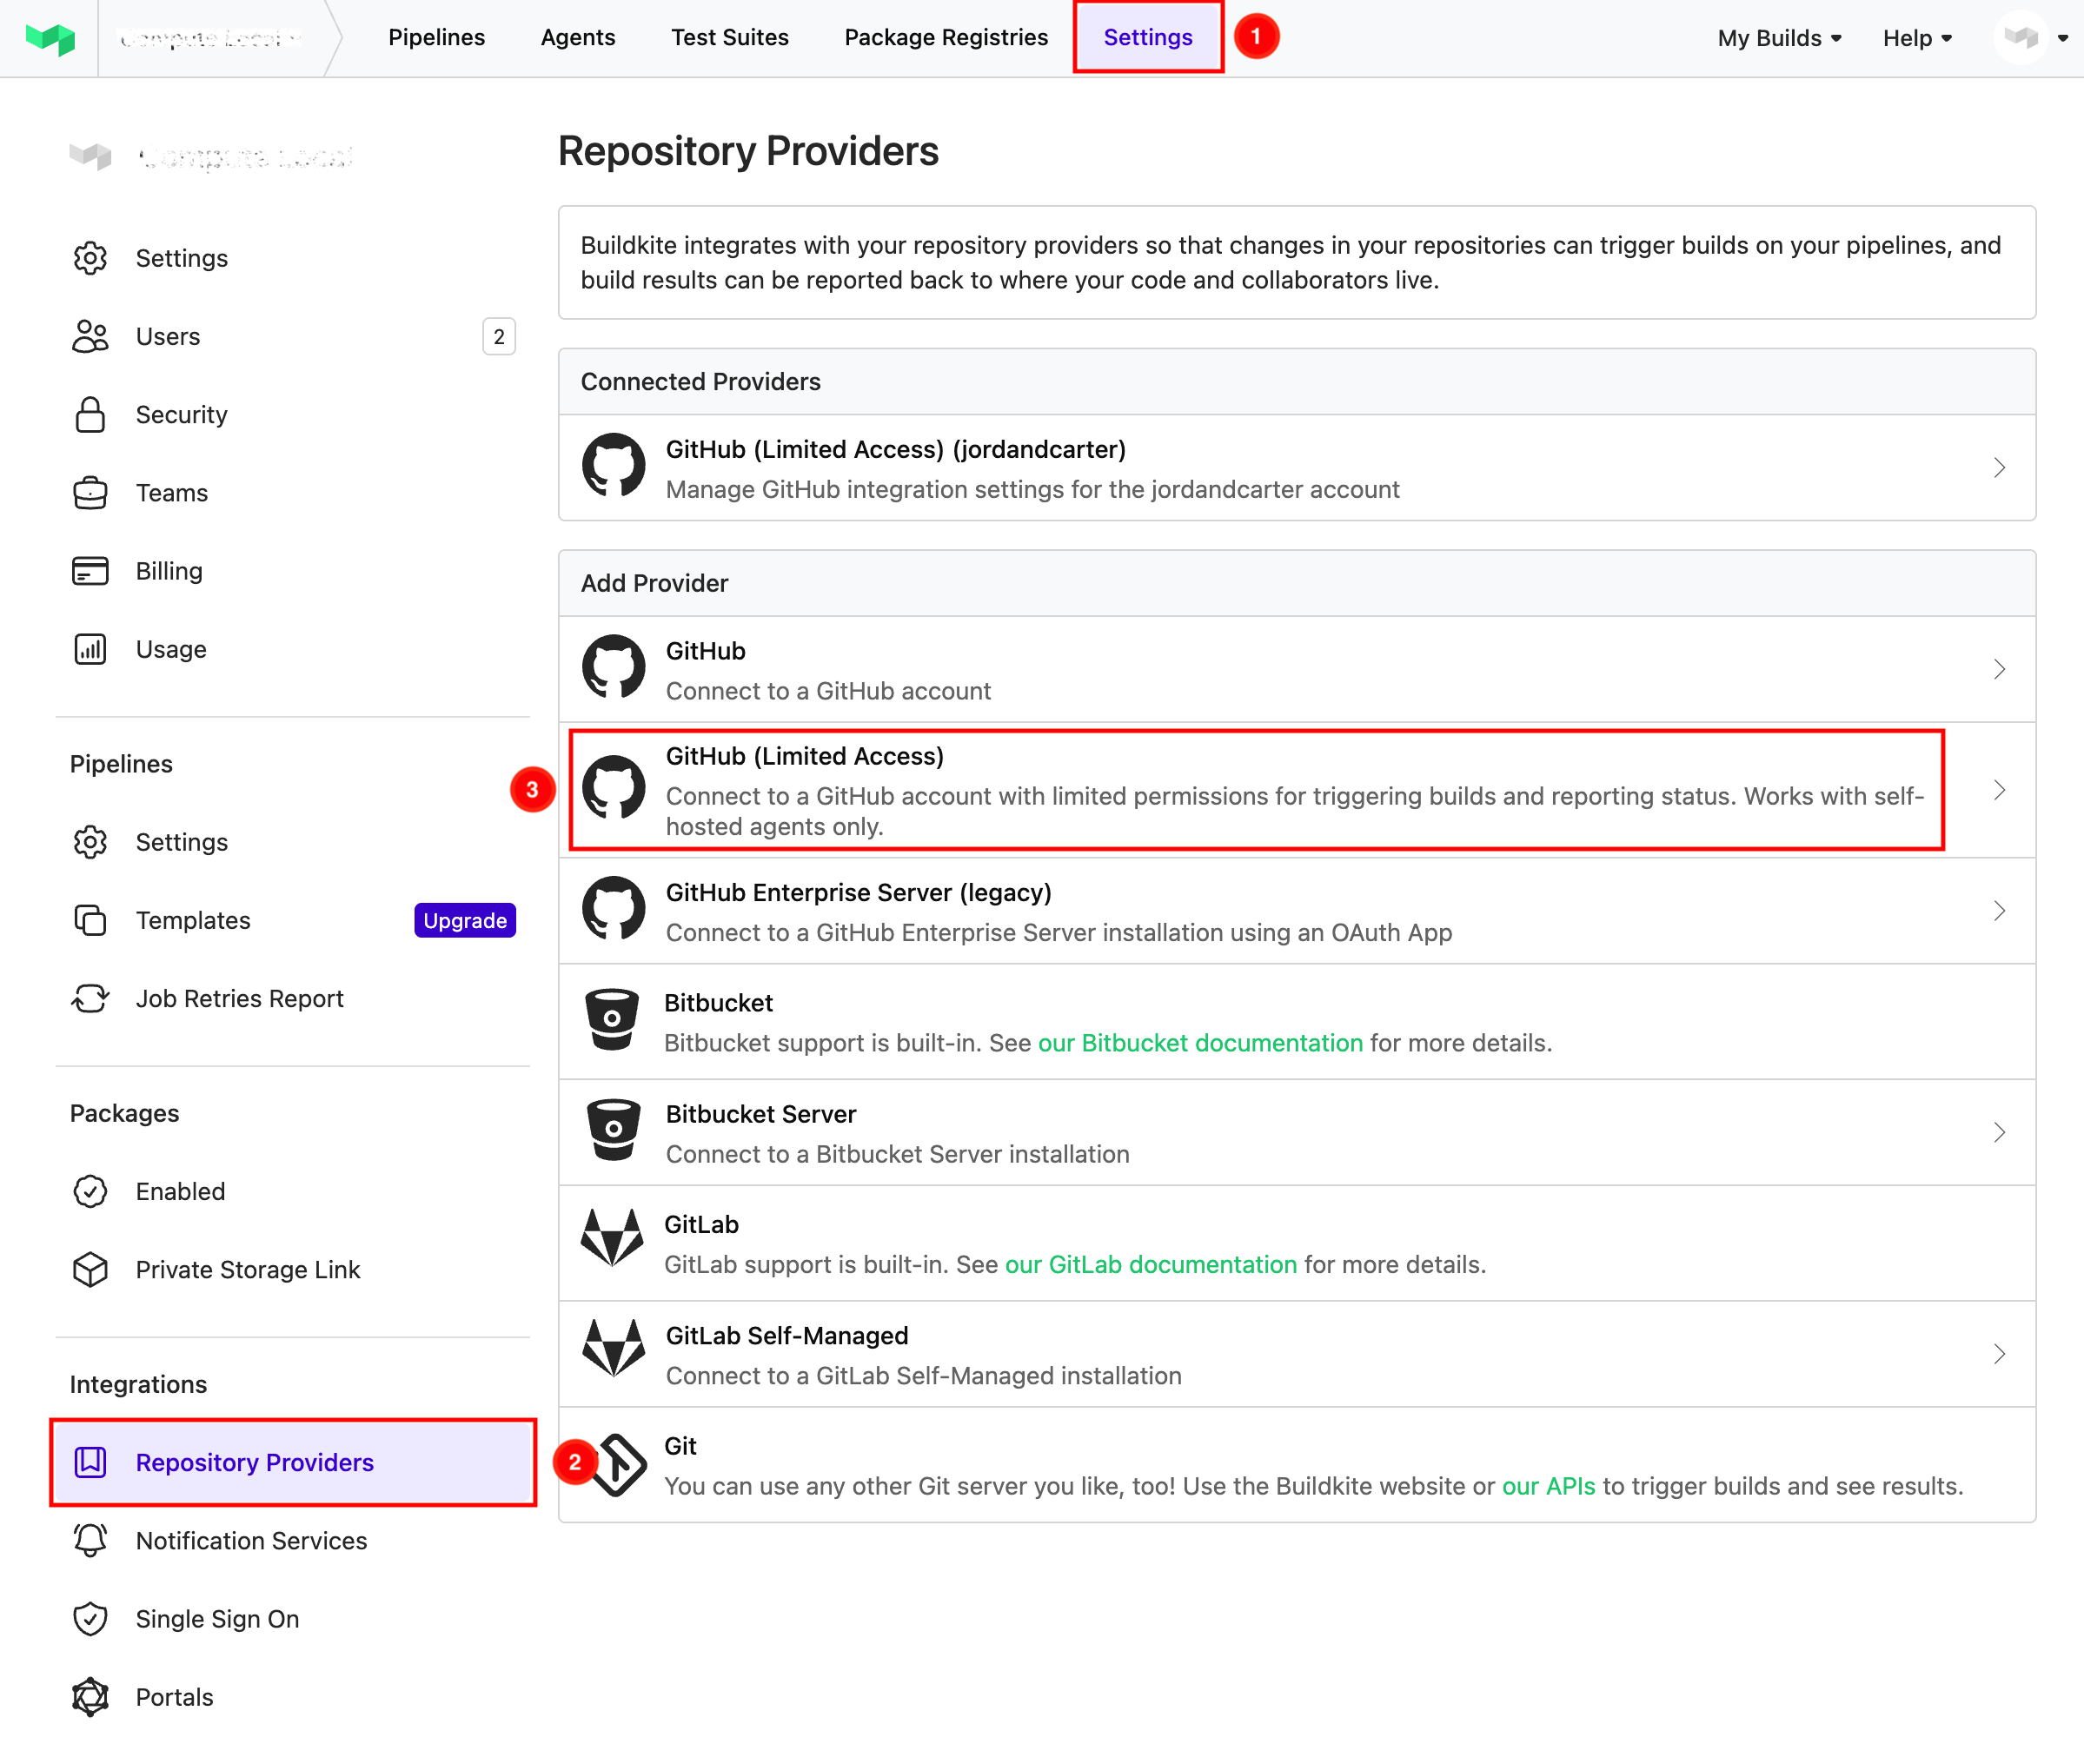 Pipelines
Agents
Test Suites
Package Registries
Settings
1
My Builds
Help
Settings
Users
2
Security
Teams
Billing
Usage
Pipelines
Settings
Templates
Upgrade
Job Retries Report
Packages
Enabled
Private Storage Link
Integrations
Repository Providers
Notification Services
Single Sign On
Portals
Repository Providers
Buildkite integrates with your repository providers so that changes in your repositories can trigger builds on your pipelines, and
build results can be reported back to where your code and collaborators live.
Connected Providers
GitHub (Limited Access) (jordandcarter)
Manage GitHub integration settings for the jordandcarter account
Add Provider
GitHub
Connect to a GitHub account
3
GitHub (Limited Access)
Connect to a GitHub account with limited permissions for triggering builds and reporting status. Works with self-
hosted agents only.
GitHub Enterprise Server (legacy)
Connect to a GitHub Enterprise Server installation using an OAuth App
Bitbucket
Bitbucket support is built-in. See our Bitbucket documentation for more details.
Bitbucket Server
Connect to a Bitbucket Server installation
GitLab
GitLab support is built-in. See our GitLab documentation for more details.
GitLab Self-Managed
Connect to a GitLab Self-Managed installation
2
Git
You can use any other Git server you like, too! Use the Buildkite website or our APIs to trigger builds and see results.